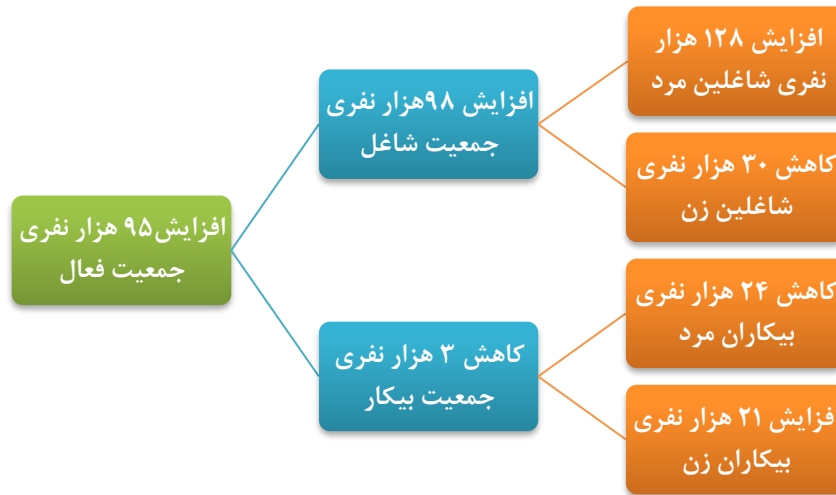 افزایش ۱۲۸ هزار
نفری شاغلین مرد
افزایش ۹۸هزار نفری
جمعیت شاغل
کاهش ۳۰ هزار نفری
شاغلین زن
افزایش۹۵ هزار نفری
جمعیت فعال
کاهش ۲۴ هزار نفری
بیکاران مرد
کاهش ۳ هزار نفری
جمعیت بیکار
فزایش ۲۱ هزار نفری
بیکاران زن